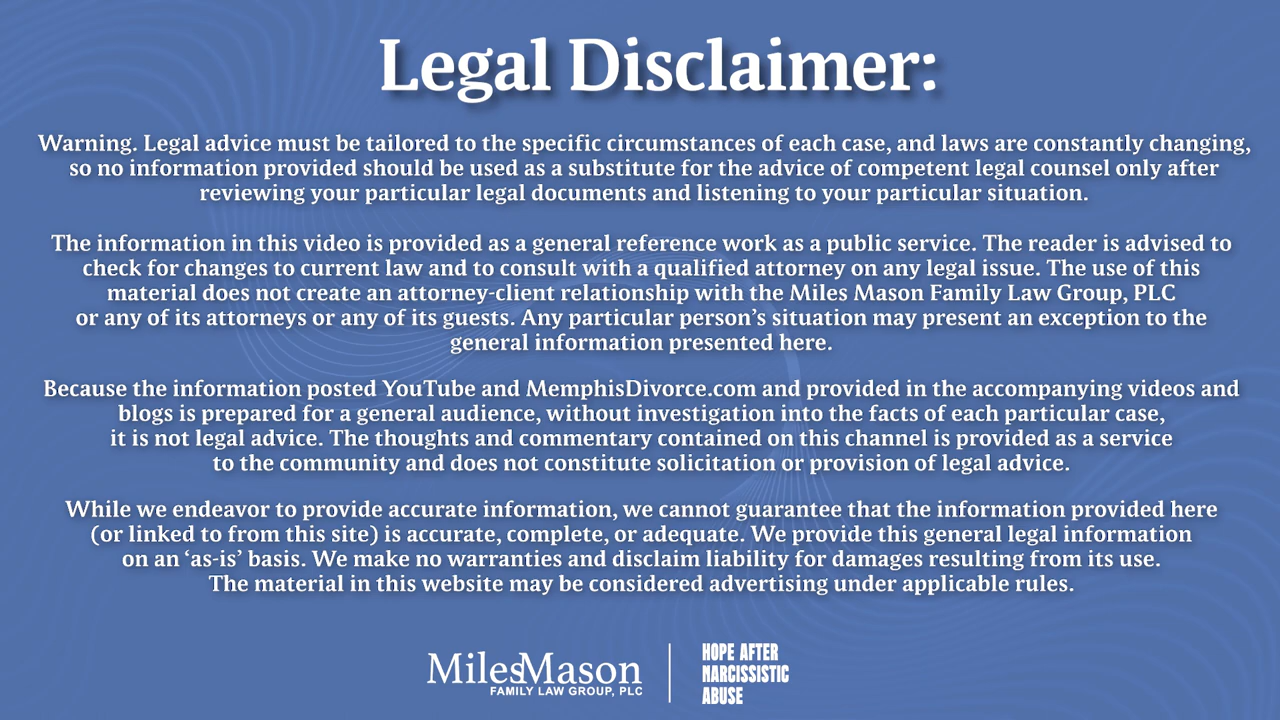 Legal Disclaimer:
Warning. Legal advice must be tailored to the specific circumstances of each case, and laws are constantly changing,
so no information provided should be used as a substitute for the advice of competent legal counsel only after
reviewing your particular legal documents and listening to your particular situation.
The information in this video is provided as a general reference work as a public service. The reader is advised to
check for changes to current law and to consult with a qualified attorney on any legal issue. The use of this
material does not create an attorney-client relationship with the Miles Mason Family Law Group, PLC
or any of its attorneys or any of its guests. Any particular person’s situation may present an exception to the
general information presented here.
Because the information posted YouTube and MemphisDivorce.com and provided in the accompanying videos and
blogs is prepared for a general audience, without investigation into the facts of each particular case,
it is not legal advice. The thoughts and commentary contained on this channel is provided as a service
to the community and does not constitute solicitation or provision of legal advice.
While we endeavor to provide accurate information, we cannot guarantee that the information provided here
(or linked to from this site) is accurate, complete, or adequate. We provide this general legal information
on an ‘as-is’ basis. We make no warranties and disclaim liability for damages resulting from its use.
The material in this website may be considered advertising under applicable rules.
MilesMason
FAMILY LAW GROUP, PLC
HOPE AFTER
NARCISSISTIC
ABUSE